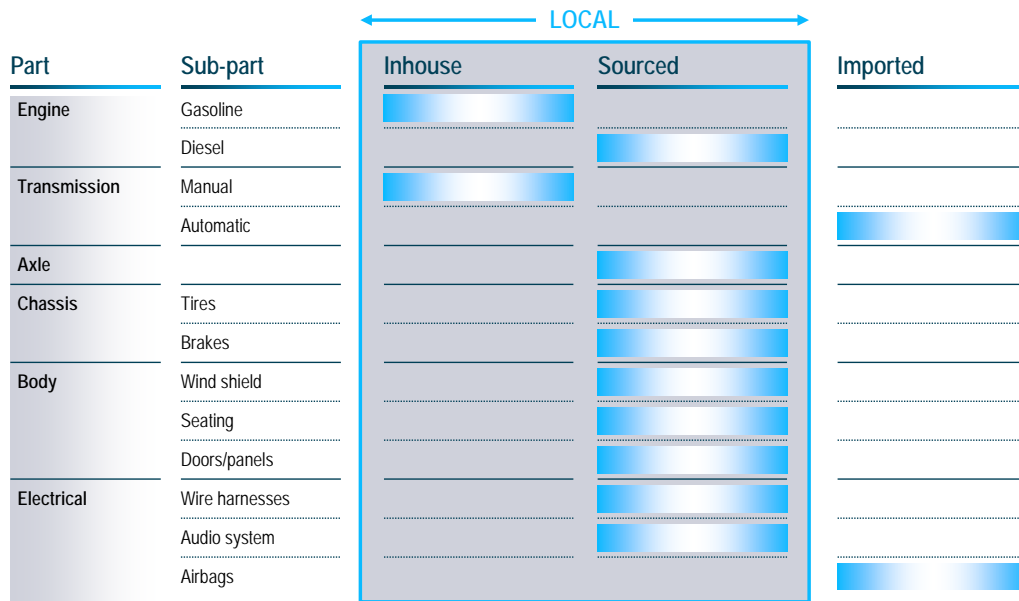 LOCAL
Part Sub-part Inhouse Sourced Imported
Engine Gasoline
Diesel
Transmission Manual
Automatic
Axle
Chassis Tires
Brakes
Body Wind shield
Seating
Doors/panels
Electrical Wire harnesses
Audio system
Airbags